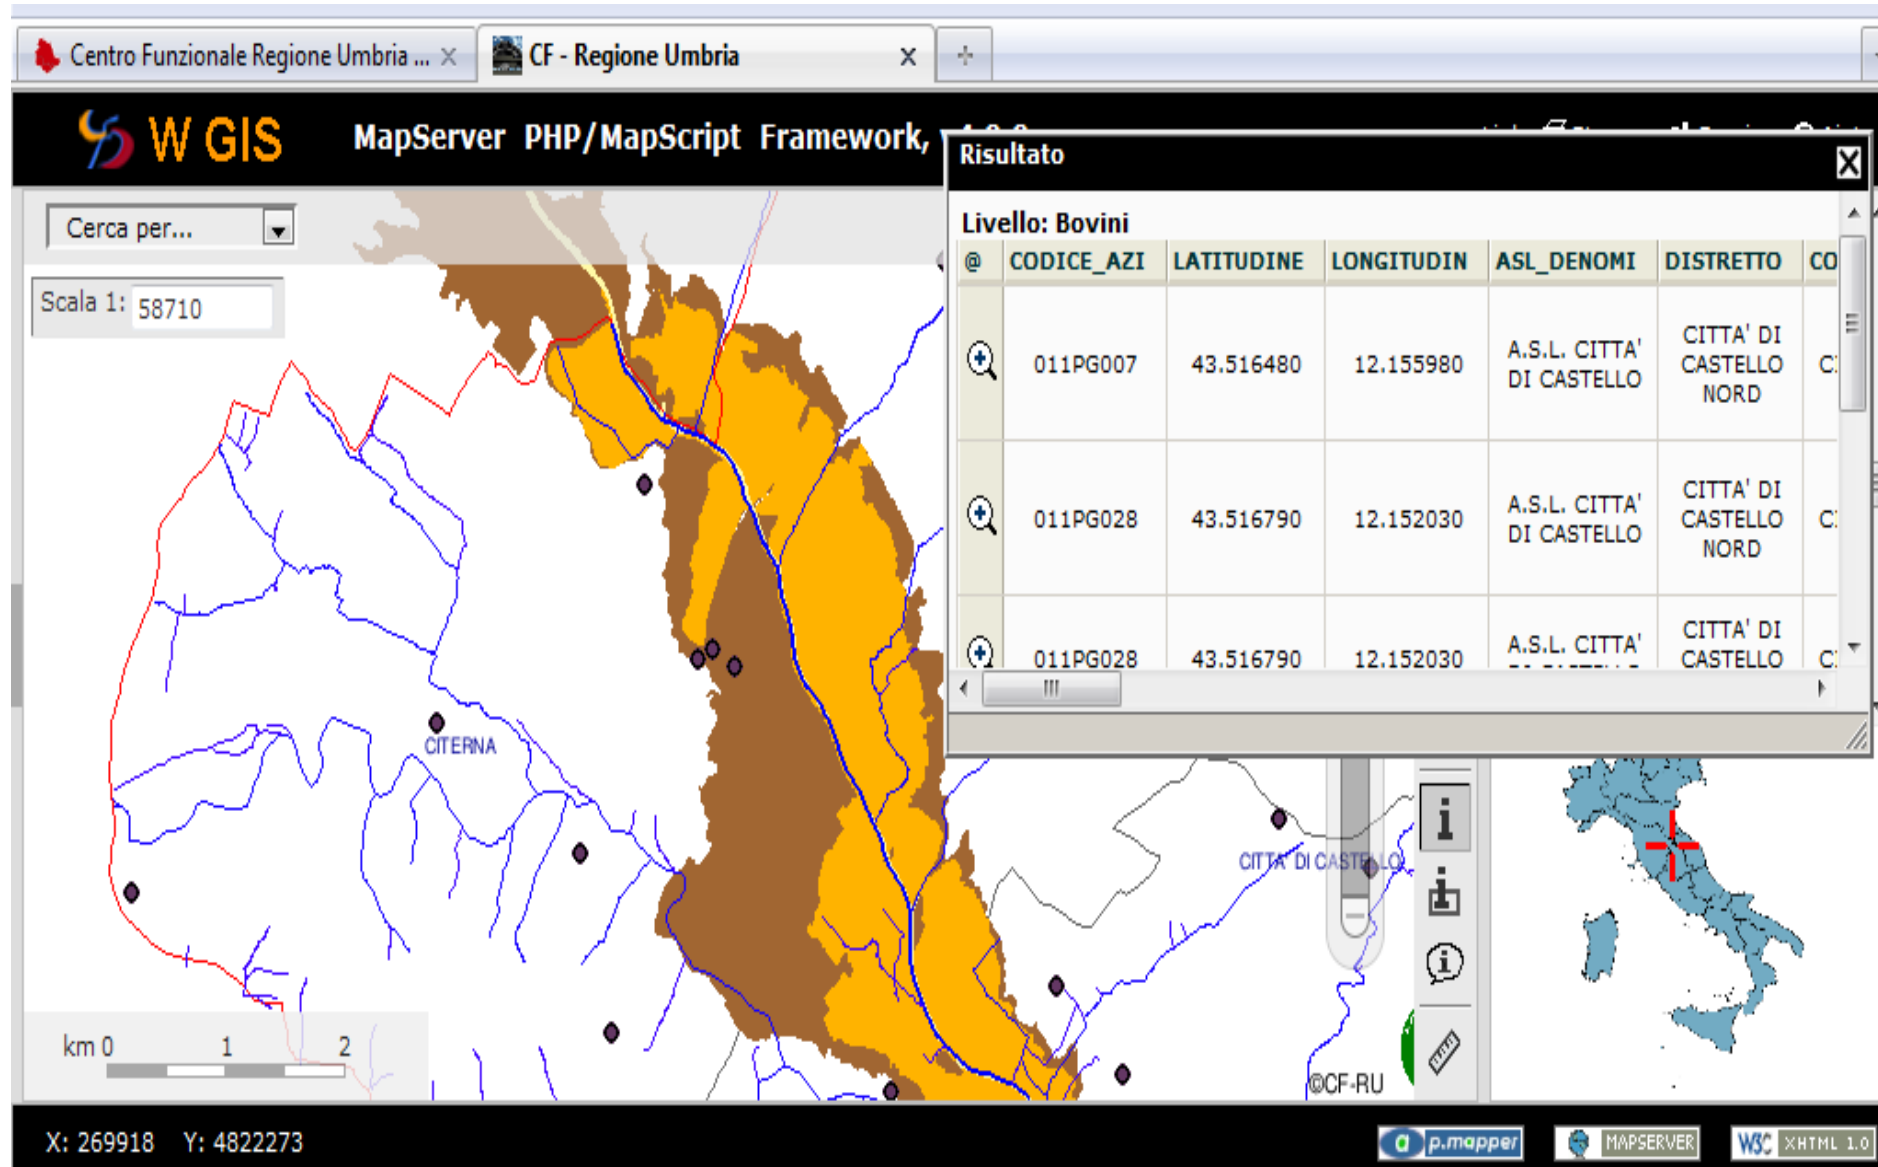 Centro Funzionale Regione Umbria ...
CF - Regione Umbria
W GIS
MapServer PHP/MapScript Framework,
Risultato
X
Cerca per...
Livello: Bovini
@ CODICE_AZI LATITUDINE LONGITUDIN ASL_DENOMI DISTRETTO CO
Scala 1: 58710
011PG007 43.516480 12.155980 A.S.L. CITTA' DI CASTELLO CITTA' DI CASTELLO NORD
011PG028 43.516790 12.152030 A.S.L. CITTA' DI CASTELLO CITTA' DI CASTELLO NORD
011PG028 43.516790 12.152030 A.S.L. CITTA' CITTA' DI CASTELLO
CITERNA
CITTA' DI CASTELLO
km 0 1 2
©CF-RU
X: 269918 Y: 4822273
a p.mapper
MAPSERVER
W3C XHTML 1.0